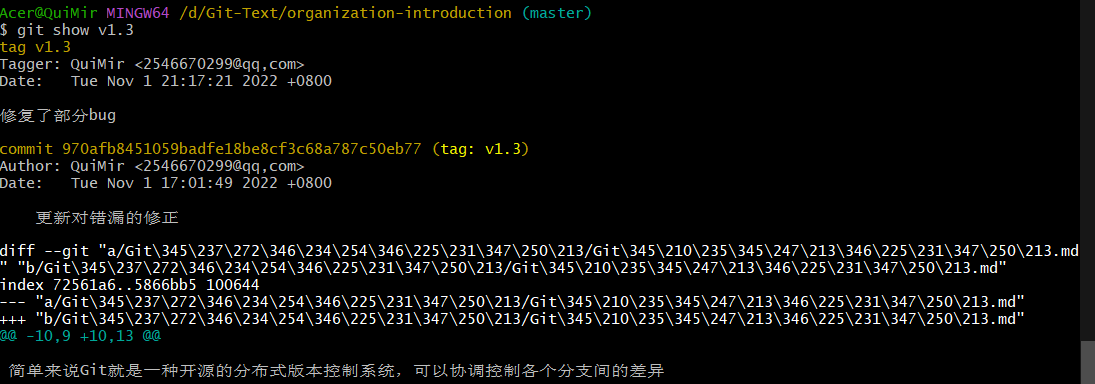 Acer@QuiMir MINGW64 /d/Git-Text/organization-introduction (master)
$ git show v1.3
tag v1.3
Tagger: QuiMir <2546670299@qq,com>
Date:   Tue Nov 1 21:17:21 2022 +0800
修复了部分bug
commit 970afb8451059badfe18be8cf3c68a787c50eb77 (tag: v1.3)
Author: QuiMir <2546670299@qq,com>
Date:   Tue Nov 1 17:01:49 2022 +0800
更新对错漏的修正
diff --git "a/Git\345\237\272\346\234\254\346\225\231\347\250\213/Git\345\210\235\345\247\213\346\225\231\347\250\213.md
" "b/Git\345\237\272\346\234\254\346\225\231\347\250\213/Git\345\210\235\345\247\213\346\225\231\347\250\213.md"
index 72561a6..5866bb5 100644
--- "a/Git\345\237\272\346\234\254\346\225\231\347\250\213/Git\345\210\235\345\247\213\346\225\231\347\250\213.md"
+++ "b/Git\345\237\272\346\234\254\346\225\231\347\250\213/Git\345\210\235\345\247\213\346\225\231\347\250\213.md"
@@ -10,9 +10,13 @@
简单来说Git就是一种开源的分布式版本控制系统，可以协调控制各个分支间的差异